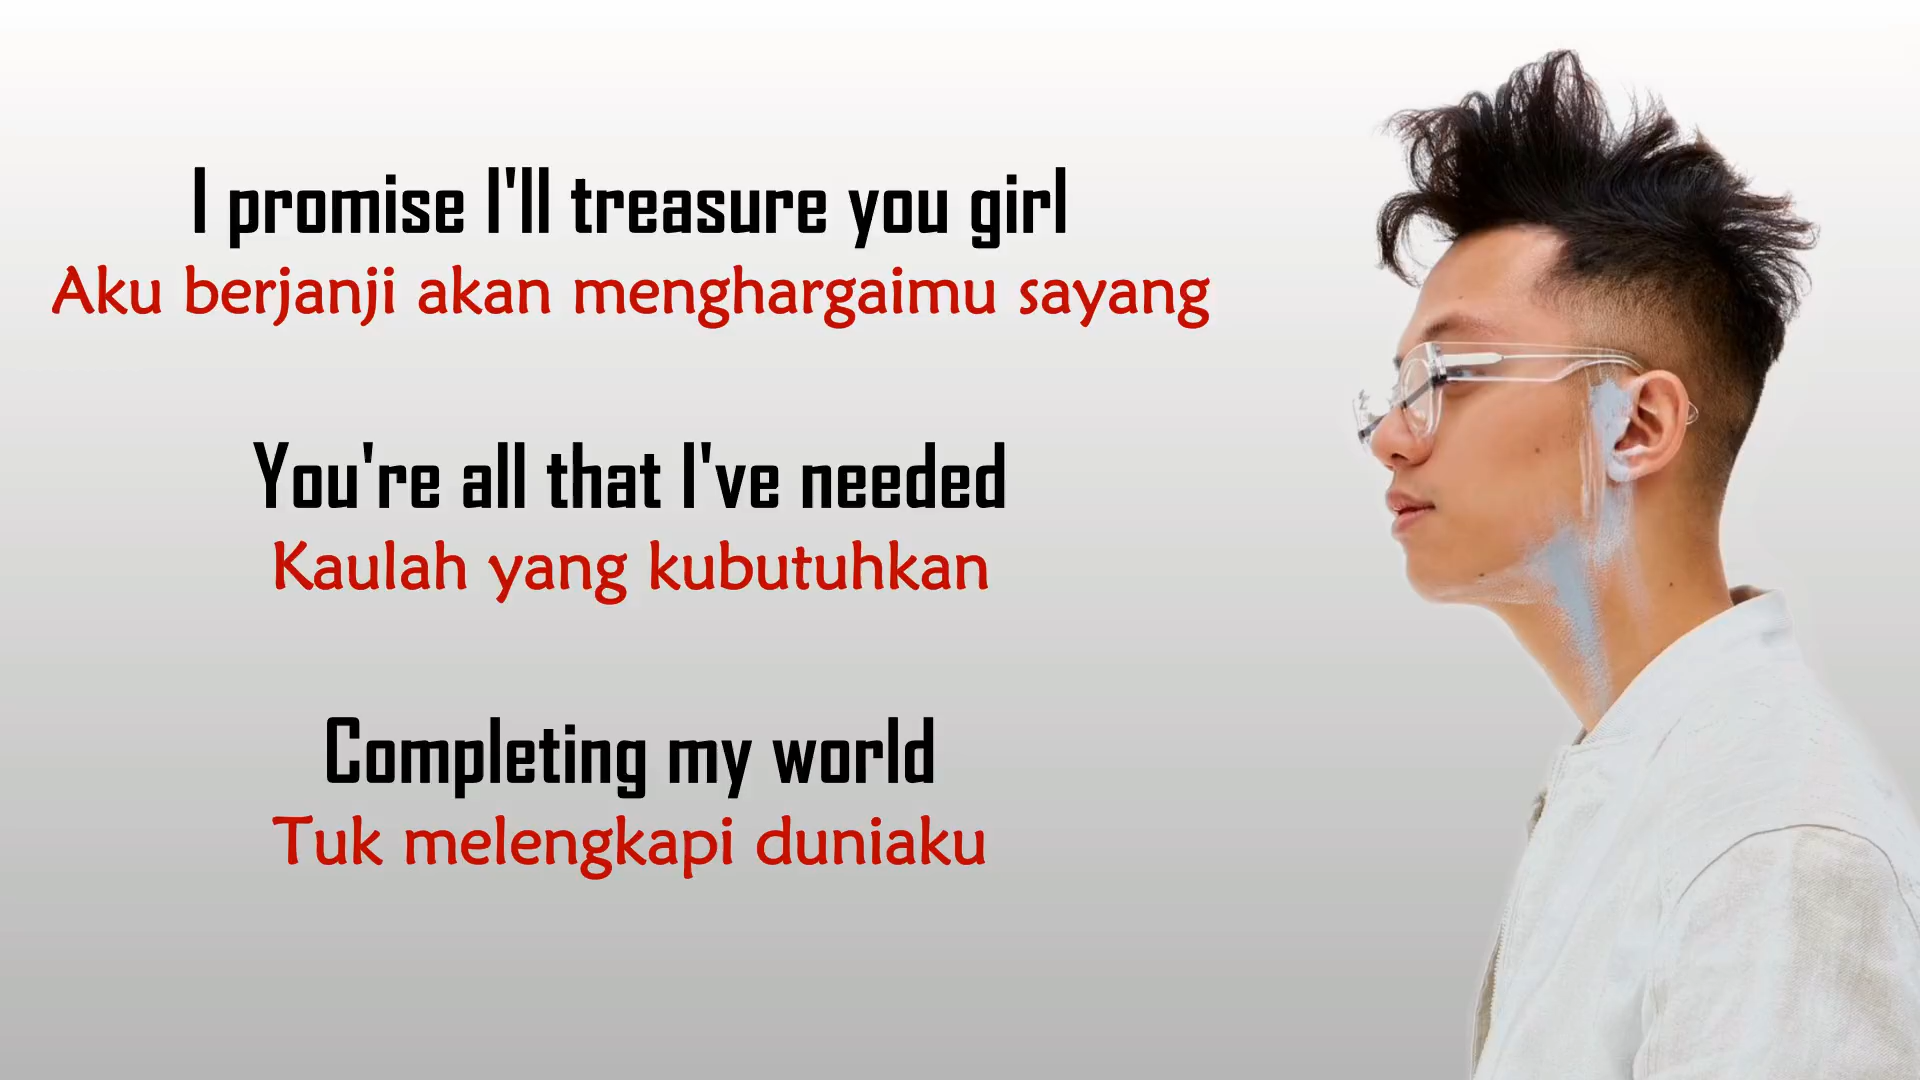 I promise I'll treasure you girl
Aku berjanji akan menghargaimu sayang
You're all that I've needed
Kaulah yang kubutuhkan
Completing my world
Tuk melengkapi duniaku